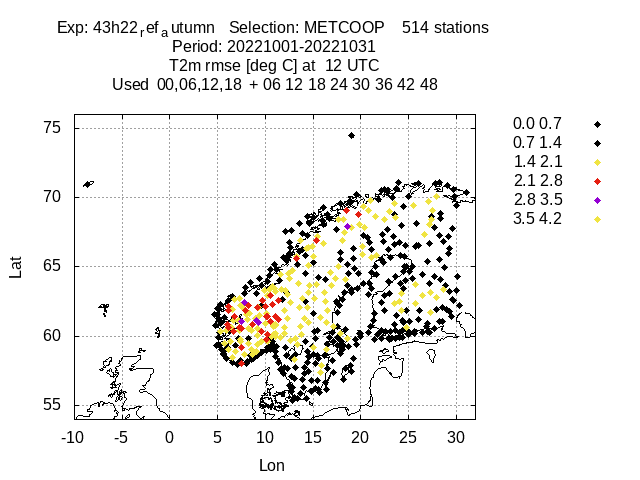 Exp: 43h22ref a utumn Selection: METCOOP 514 stations
Period: 20221001-20221031
T2m rmse [deg C] at 12 UTC
Used 00,06,12,18 + 06 12 18 24 30 36 42 48
75
70
65
60
55
Lat
-10 -5 0 5 10 15 20 25 30
Lon
0.0 0.7
0.7 1.4
1.4 2.1
2.1 2.8
2.8 3.5
3.5 4.2